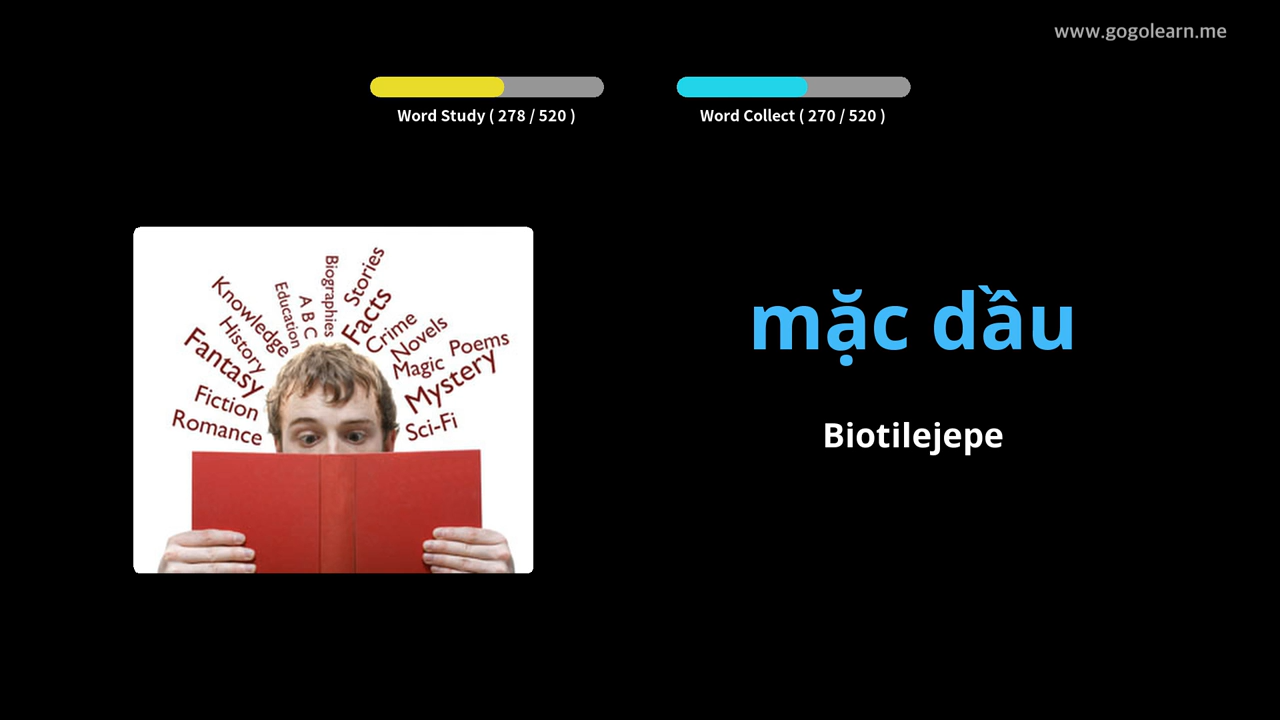 www.gogolearn.me
Word Study ( 278 / 520 )
Word Collect ( 270 / 520 )
Biographies
Stories
Knowledge
Education
A B C
Facts
Crime
History
Novels
Poems
Fantasy
Magic
Mystery
Fiction
Romance
Sci-Fi
mặc dầu
Biotilejepe